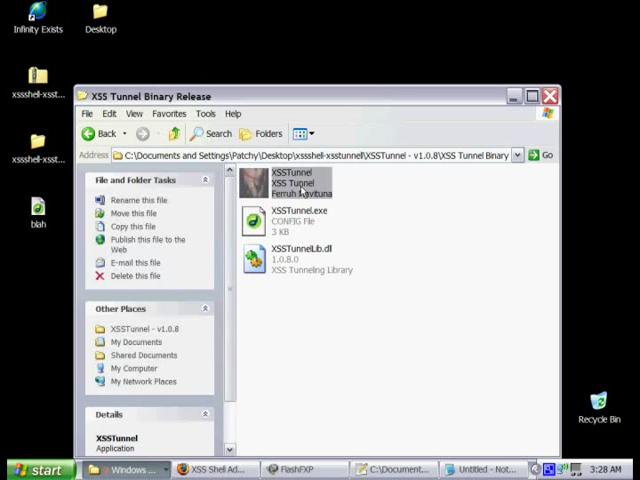 Infinity Exists
Desktop
xssshell-xsst...
xssshell-xsst...
blah
Recycle Bin
XSS Tunnel Binary Release
File Edit View Favorites Tools Help
Back Search Folders
Address C:\Documents and Settings\Patchy\Desktop\xssshell-xsstunnell\XSSTunnel - v1.0.8\XSS Tunnel Binary Go
File and Folder Tasks
Rename this file
Move this file
Copy this file
Publish this file to the
Web
E-mail this file
Delete this file
Other Places
XSSTunnel - v1.0.8
My Documents
Shared Documents
My Computer
My Network Places
Details
XSSTunnel
Application
XSSTunnel
XSS Tunnel
Ferruh Mavituna
XSSTunnel.exe
CONFIG File
3 KB
XSSTunnelLib.dll
1.0.8.0
XSS Tunneling Library
start Windows ... XSS Shell Ad... FlashFXP C:\Document... Untitled - Not... 3:28 AM